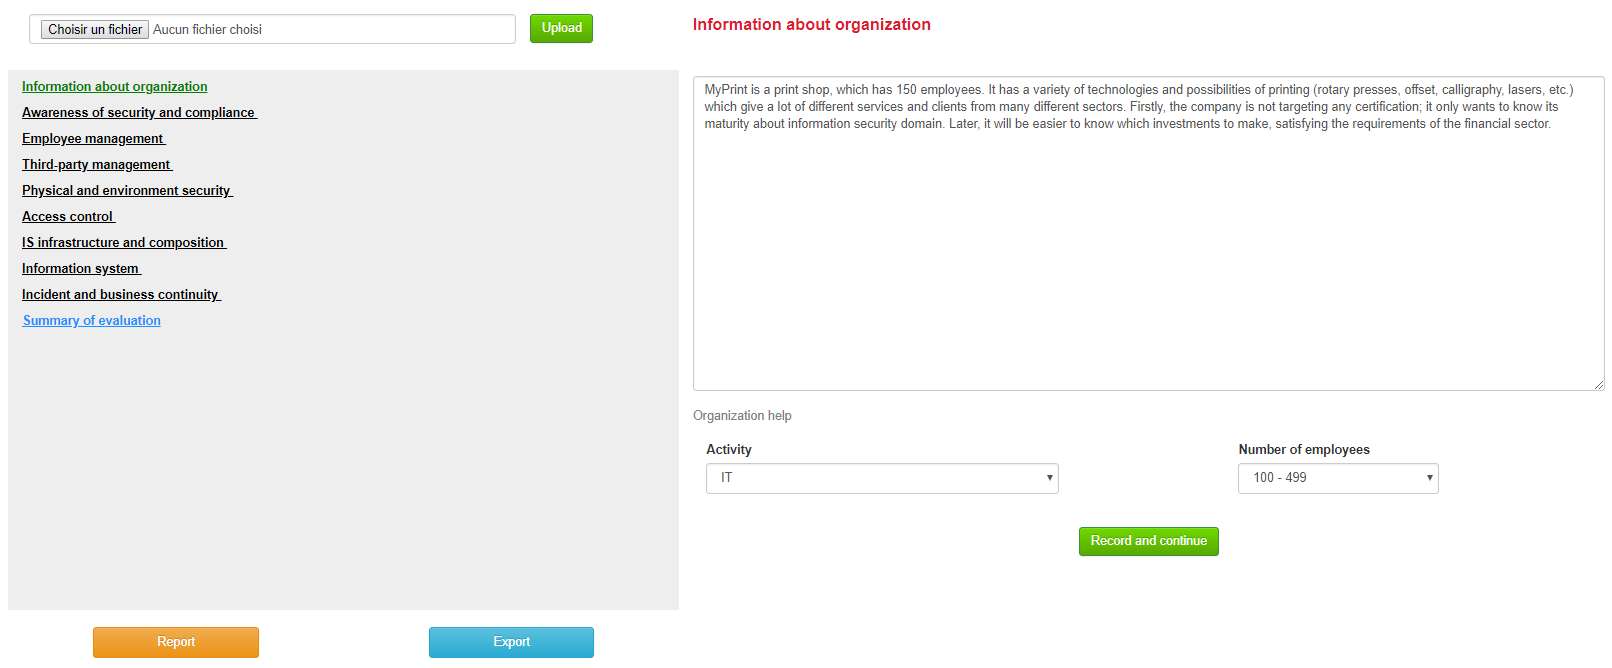 Choisir un fichier Aucun fichier choisi
Upload
Information about organization
Awareness of security and compliance
Employee management
Third-party management
Physical and environment security
Access control
IS infrastructure and composition
Information system
Incident and business continuity
Summary of evaluation
Report
Export
Information about organization
MyPrint is a print shop, which has 150 employees. It has a variety of technologies and possibilities of printing (rotary presses, offset, calligraphy, lasers, etc.)
which give a lot of different services and clients from many different sectors. Firstly, the company is not targeting any certification; it only wants to know its
maturity about information security domain. Later, it will be easier to know which investments to make, satisfying the requirements of the financial sector.
Organization help
Activity
IT
Number of employees
100 - 499
Record and continue